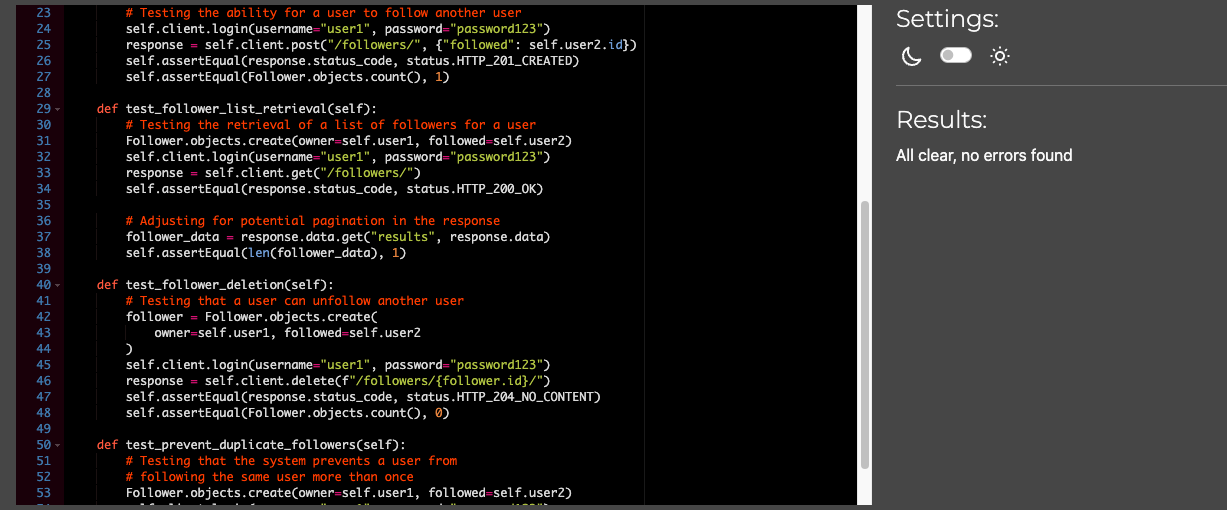 23 # Testing the ability for a user to follow another user
24 self.client.login(username="user1", password="password123")
25 response = self.client.post("/followers/", {"followed": self.user2.id})
26 self.assertEqual(response.status_code, status.HTTP_201_CREATED)
27 self.assertEqual(Follower.objects.count(), 1)
28
29 def test_follower_list_retrieval(self):
30 # Testing the retrieval of a list of followers for a user
31 Follower.objects.create(owner=self.user1, followed=self.user2)
32 self.client.login(username="user1", password="password123")
33 response = self.client.get("/followers/")
34 self.assertEqual(response.status_code, status.HTTP_200_OK)
35
36 # Adjusting for potential pagination in the response
37 follower_data = response.data.get("results", response.data)
38 self.assertEqual(len(follower_data), 1)
39
40 def test_follower_deletion(self):
41 # Testing that a user can unfollow another user
42 follower = Follower.objects.create(
43 owner=self.user1, followed=self.user2
44 )
45 self.client.login(username="user1", password="password123")
46 response = self.client.delete(f"/followers/{follower.id}/")
47 self.assertEqual(response.status_code, status.HTTP_204_NO_CONTENT)
48 self.assertEqual(Follower.objects.count(), 0)
49
50 def test_prevent_duplicate_followers(self):
51 # Testing that the system prevents a user from
52 # following the same user more than once
53 Follower.objects.create(owner=self.user1, followed=self.user2)
Settings:
Results:
All clear, no errors found